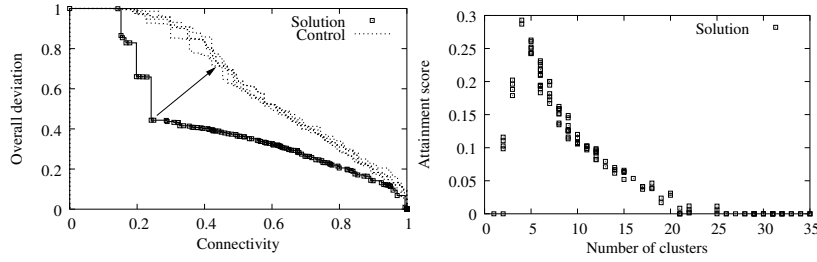 Solution
Control
Overall deviation
1
0.8
0.6
0.4
0.2
0
0 0.2 0.4 0.6 0.8 1
Connectivity
Solution
Attainment score
0.3
0.25
0.2
0.15
0.1
0.05
0
0 5 10 15 20 25 30 35
Number of clusters